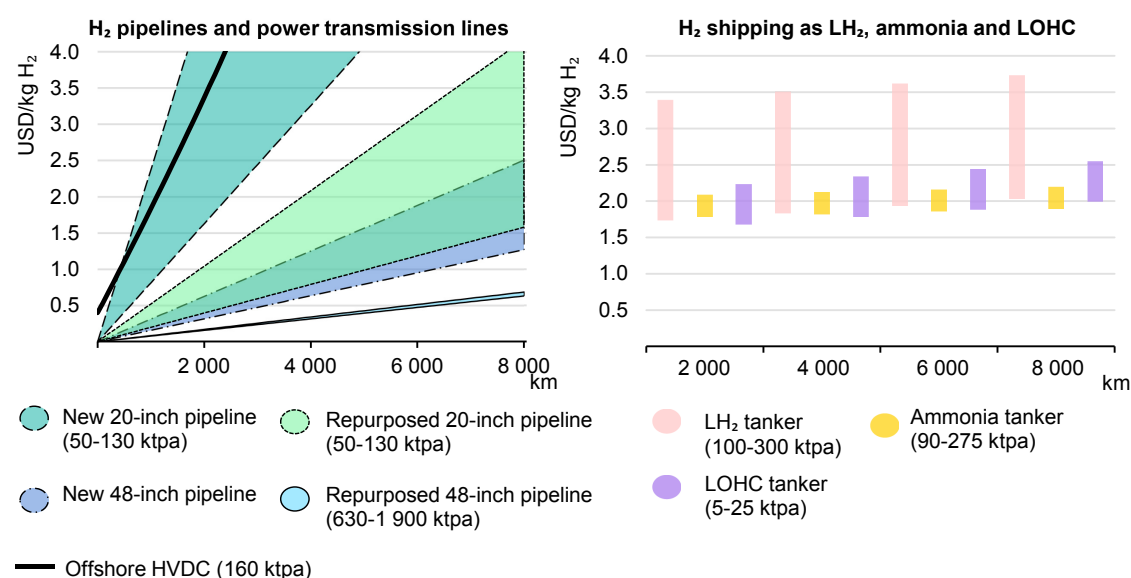 H₂ pipelines and power transmission lines
USD/kg H₂
4.0
3.5
3.0
2.5
2.0
1.5
1.0
0.5
2 000
4 000
6 000
8 000
km
New 20-inch pipeline
(50-130 ktpa)
Repurposed 20-inch pipeline
(50-130 ktpa)
New 48-inch pipeline
Repurposed 48-inch pipeline
(630-1 900 ktpa)
Offshore HVDC (160 ktpa)
H₂ shipping as LH₂, ammonia and LOHC
USD/kg H₂
4.0
3.5
3.0
2.5
2.0
1.5
1.0
0.5
2 000
4 000
6 000
8 000
km
LH₂ tanker
(100-300 ktpa)
Ammonia tanker
(90-275 ktpa)
LOHC tanker
(5-25 ktpa)